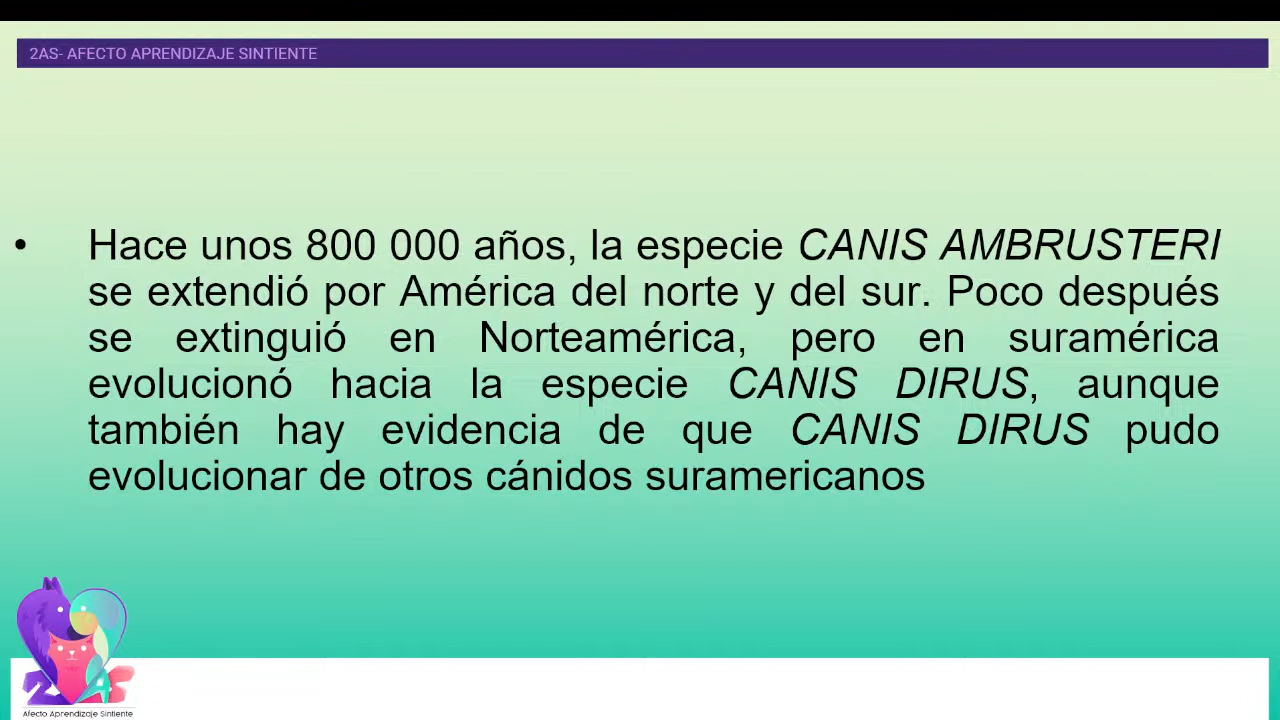 2AS- AFECTO APRENDIZAJE SINTIENTE
• Hace unos 800 000 años, la especie CANIS AMBRUSTERI
se extendió por América del norte y del sur. Poco después
se extinguió en Norteamérica, pero en suramérica
evolucionó hacia la especie CANIS DIRUS, aunque
también hay evidencia de que CANIS DIRUS pudo
evolucionar de otros cánidos suramericanos
2AS
Afecto Aprendizaje Sintiente